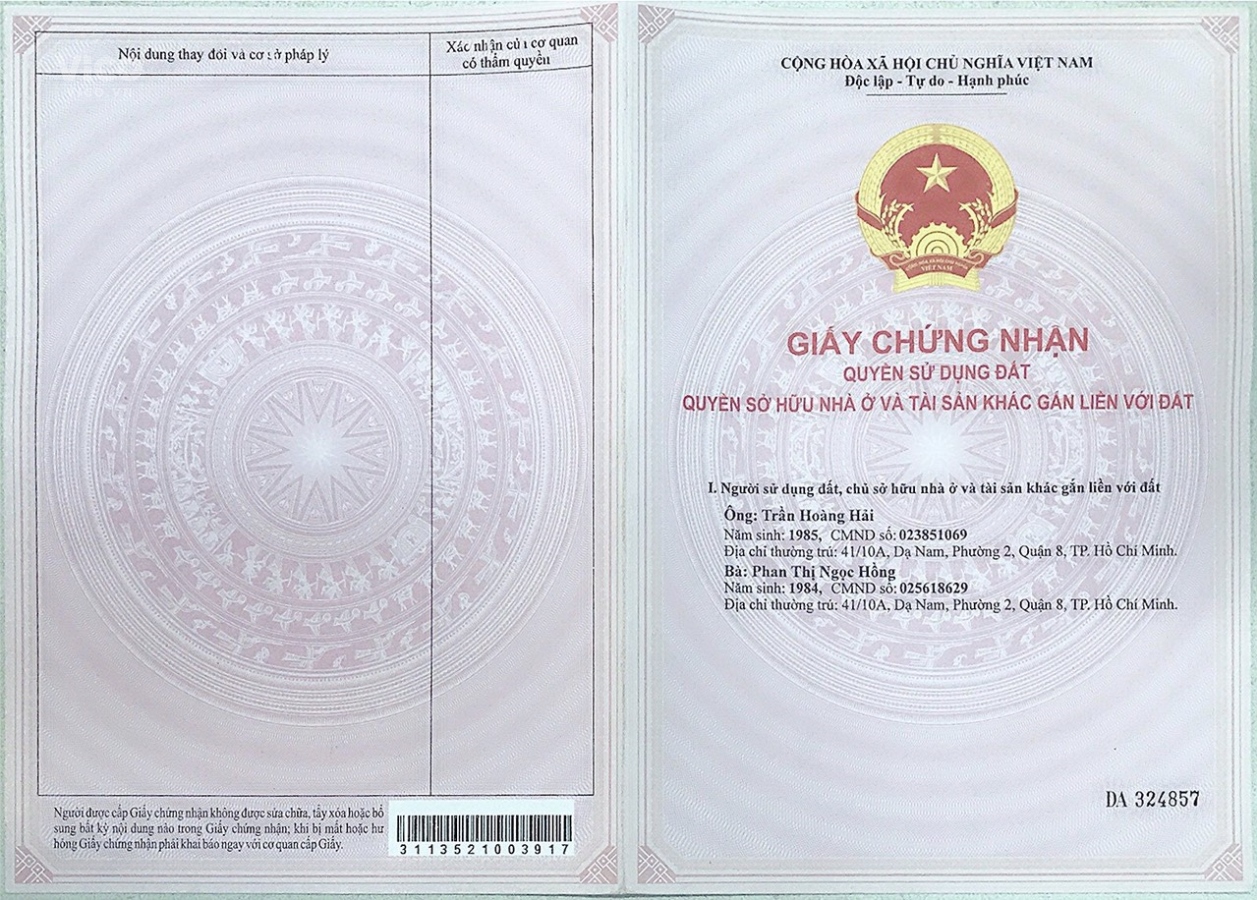 Nội dung thay đổi và cơ sở pháp lý
Xác nhận của cơ quan
có thẩm quyền
Người được cấp Giấy chứng nhận không được sửa chữa, tẩy xóa hoặc bổ
sung bất kỳ nội dung nào trong Giấy chứng nhận; khi bị mất hoặc hư
hỏng Giấy chứng nhận phải khai báo ngay với cơ quan cấp Giấy.
3113521003917
CỘNG HÒA XÃ HỘI CHỦ NGHĨA VIỆT NAM
Độc lập - Tự do - Hạnh phúc
VIỆT NAM
GIẤY CHỨNG NHẬN
QUYỀN SỬ DỤNG ĐẤT
QUYỀN SỞ HỮU NHÀ Ở VÀ TÀI SẢN KHÁC GẮN LIỀN VỚI ĐẤT
I. Người sử dụng đất, chủ sở hữu nhà ở và tài sản khác gắn liền với đất
Ông: Trần Hoàng Hải
Năm sinh: 1985, CMND số: 023851069
Địa chỉ thường trú: 41/10A, Dạ Nam, Phường 2, Quận 8, TP. Hồ Chí Minh.
Bà: Phan Thị Ngọc Hồng
Năm sinh: 1984, CMND số: 025618629
Địa chỉ thường trú: 41/10A, Dạ Nam, Phường 2, Quận 8, TP. Hồ Chí Minh.
DA 324857